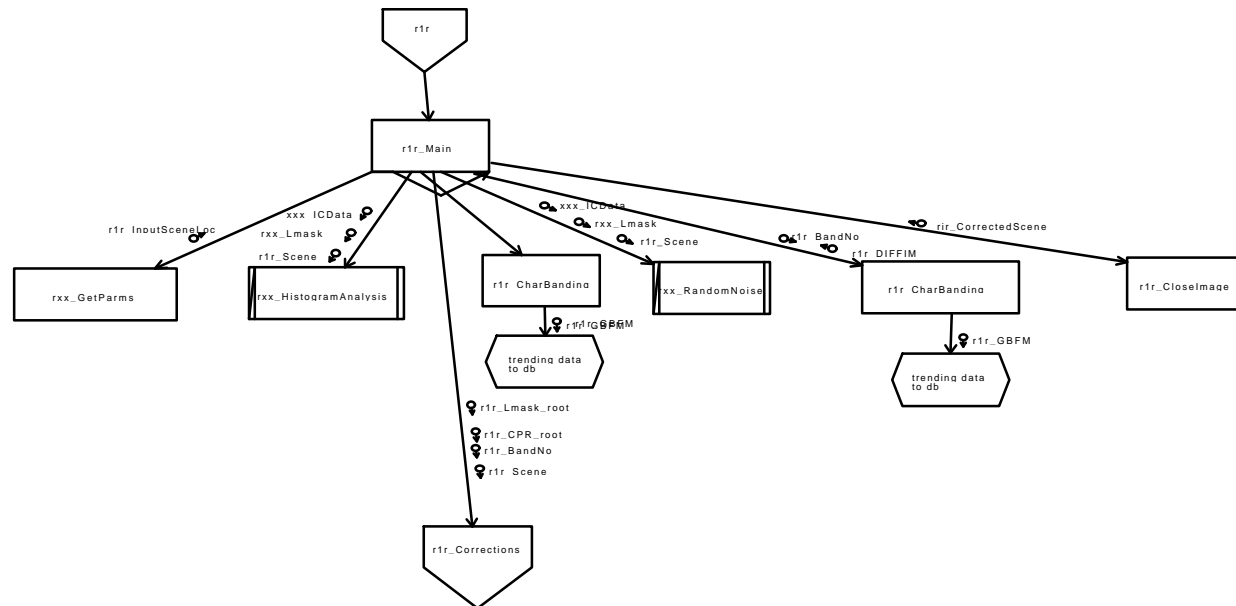 r1r
r1r_Main
xxx_ICData
r1r_InputSceneLoc
rxx_Lmask
r1r_Scene
xxx_ICData
rxx_Lmask
r1r_Scene
r1r_BandNo
r1r_DIFFIM
rir_CorrectedScene
rxx_GetParms
rxx_HistogramAnalysis
r1r_CharBanding
rxx_RandomNoise
r1r_CharBanding
r1r_CloseImage
r1r_GBFM
r1r_GBFM
r1r_GBFM
trending data
to db
trending data
to db
r1r_Lmask_root
r1r_CPR_root
r1r_BandNo
r1r_Scene
r1r_Corrections